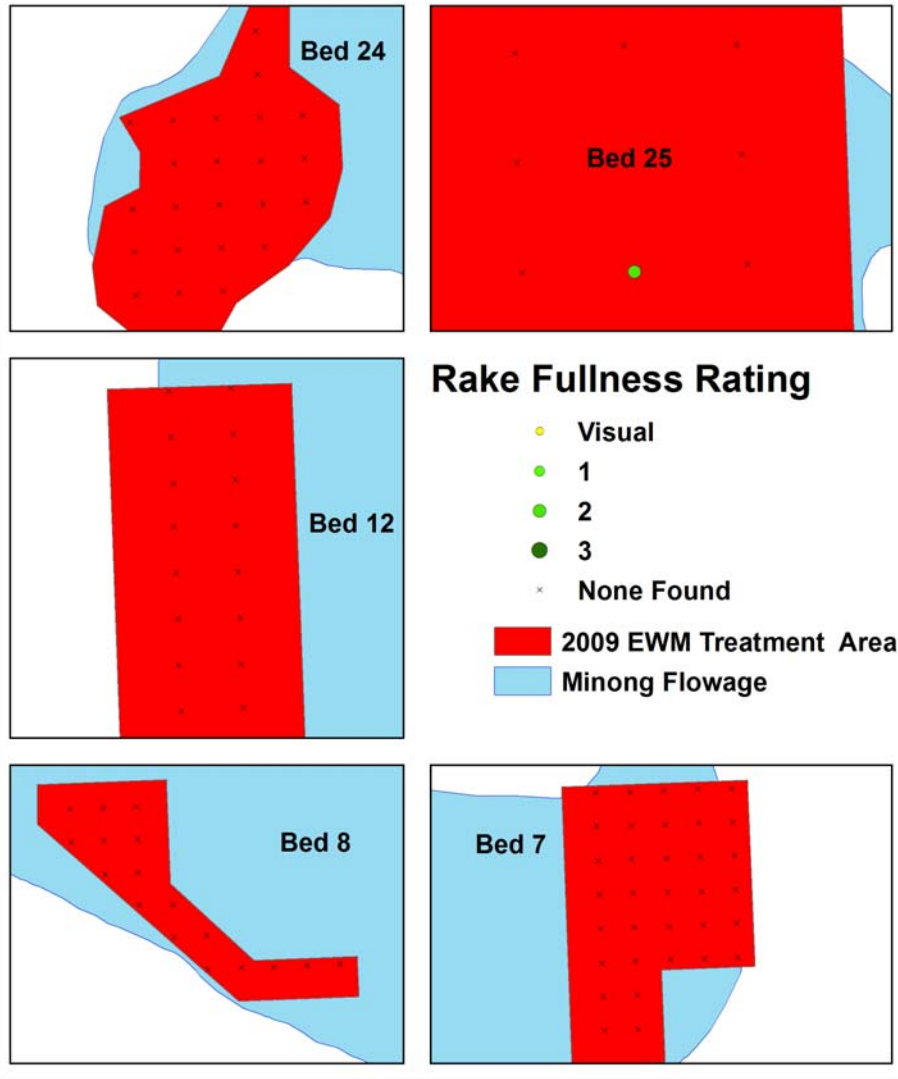 Bed 24
Bed 25
Rake Fullness Rating
Visual
1
2
3
None Found
2009 EWM Treatment Area
Minong Flowage
Bed 12
Bed 8
Bed 7